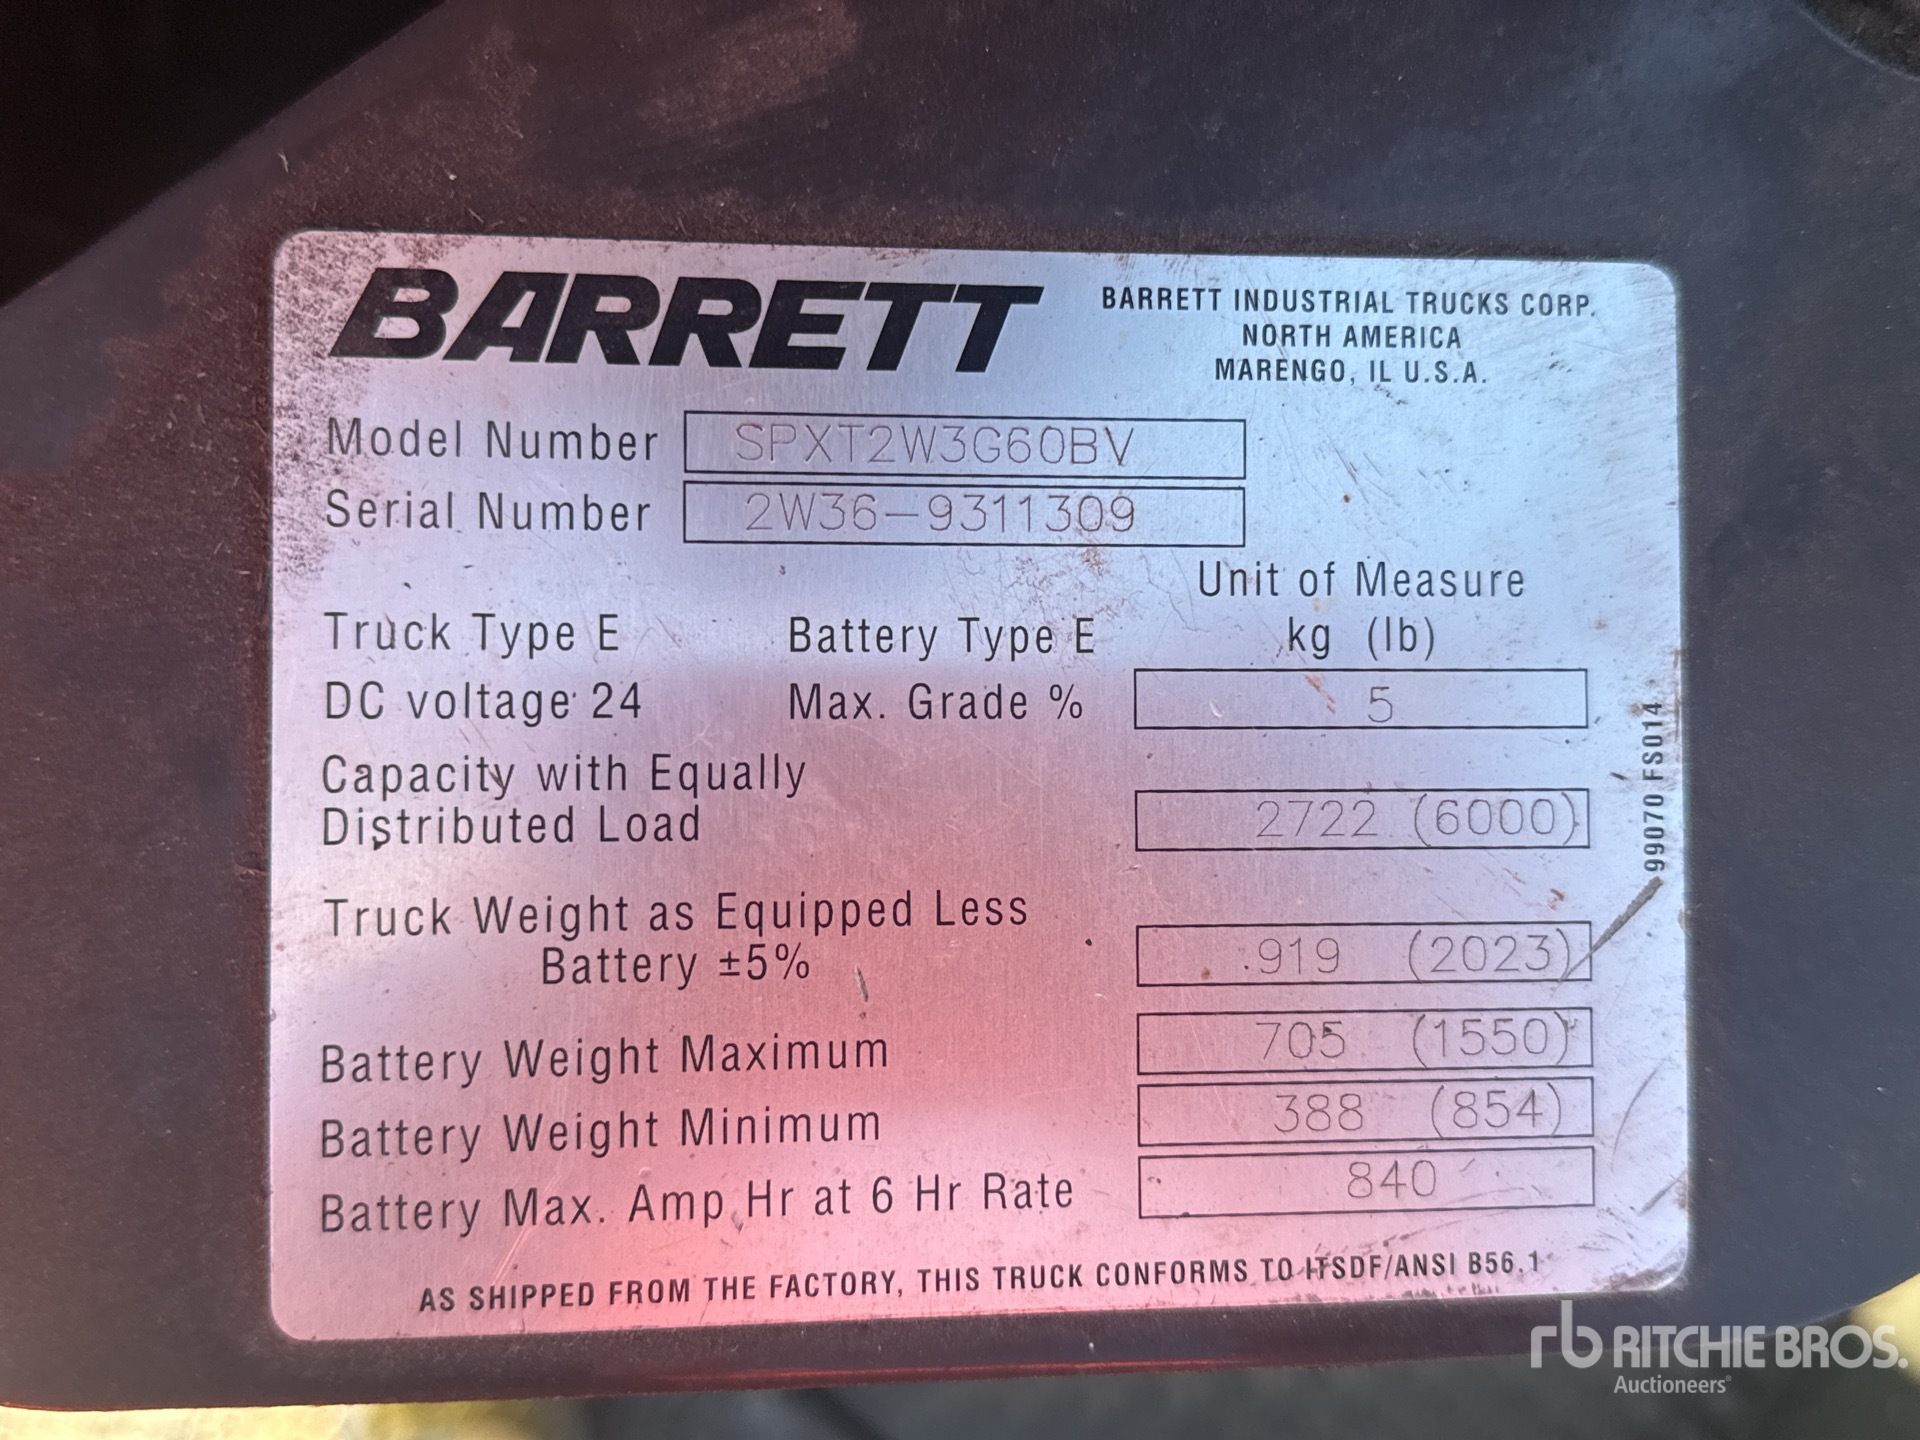 BARRETT
BARRETT INDUSTRIAL TRUCKS CORP.
NORTH AMERICA
MARENGO, IL U.S.A.
Model Number SPXT2W3G60BV
Serial Number 2W36-9311309
Unit of Measure
Truck Type E Battery Type E kg (lb)
DC voltage 24 Max. Grade % 5
Capacity with Equally
Distributed Load 2722 (6000)
Truck Weight as Equipped Less
Battery ±5% 919 (2023)
Battery Weight Maximum 705 (1550)
Battery Weight Minimum 388 (854)
Battery Max. Amp Hr at 6 Hr Rate 840
AS SHIPPED FROM THE FACTORY, THIS TRUCK CONFORMS TO ITSDF/ANSI B56.1
99070 FS014
rb RITCHIE BROS.
Auctioneers®